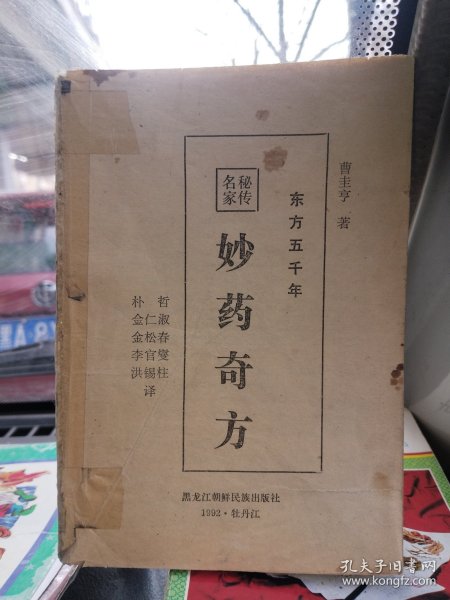 曹圭亨 著
东方五千年
秘传
名家
妙药奇方
朴哲
金仁淑
金松春
李官燮
洪锡柱
译
黑龙江朝鲜民族出版社
1992·牡丹江
孔夫子旧书网
www.kongfz.com